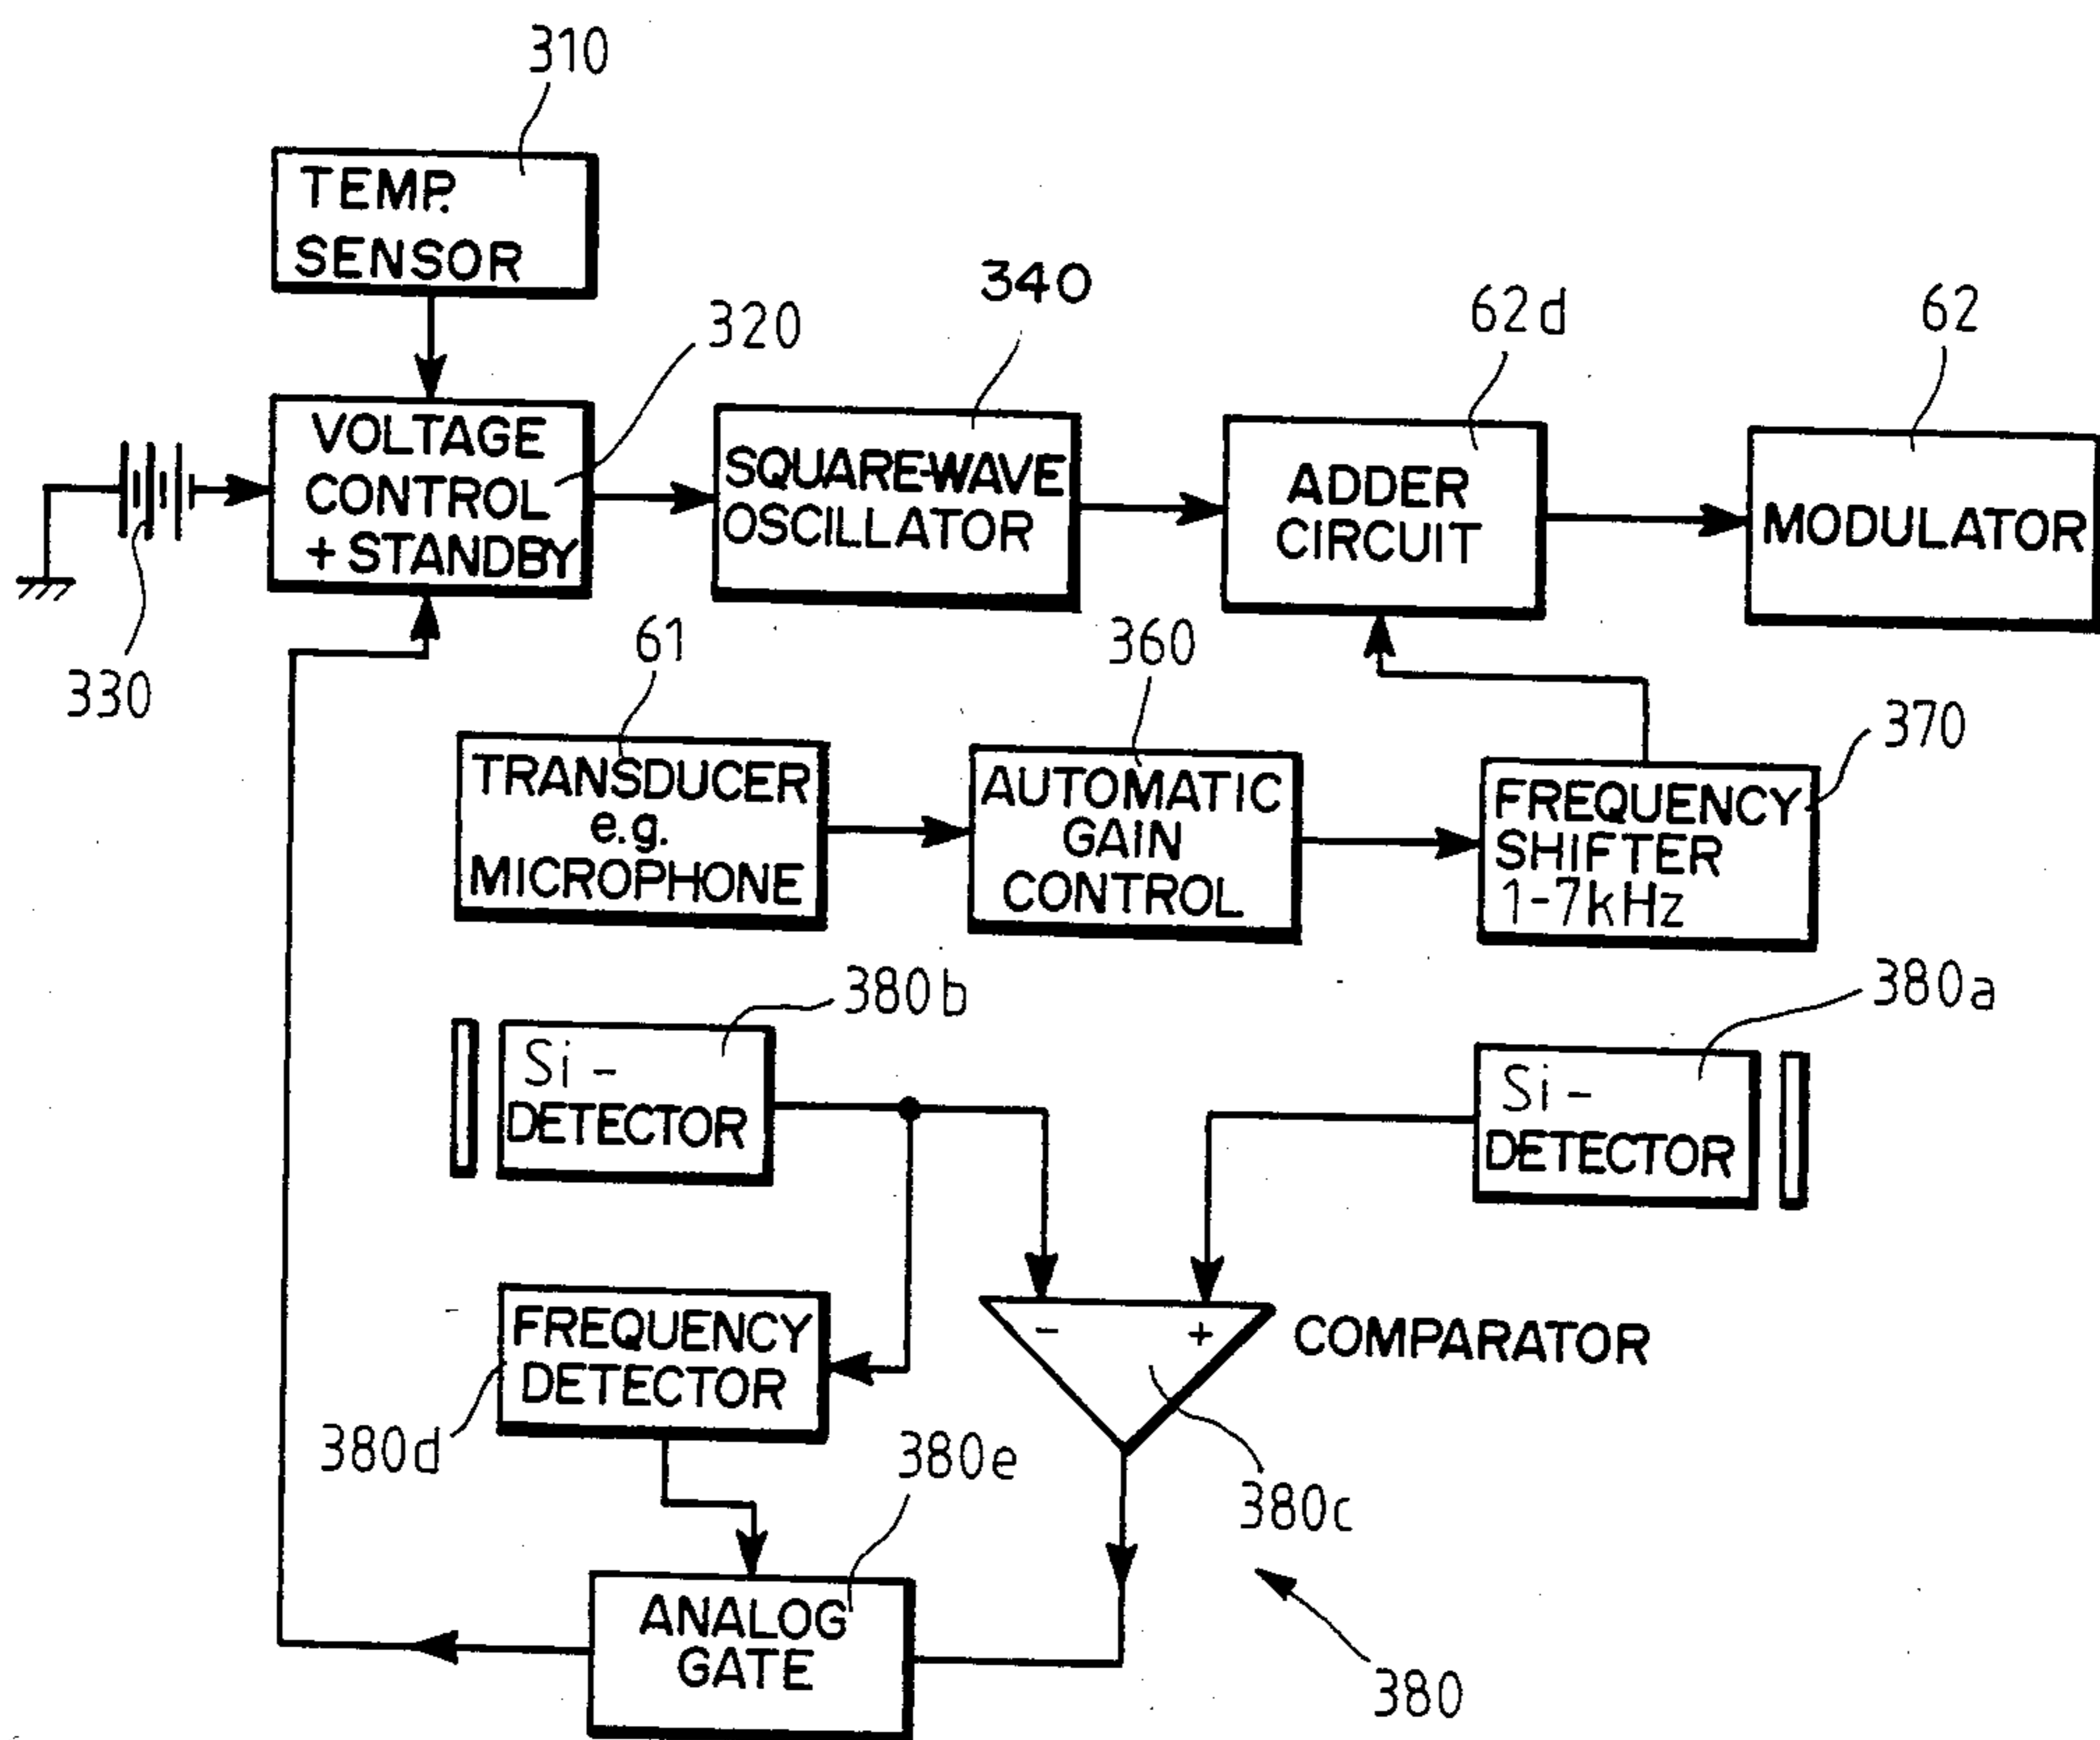 310
TEMP.
SENSOR
320
340
62d
62
VOLTAGE
CONTROL
+ STANDBY
SQUARE-WAVE
OSCILLATOR
ADDER
CIRCUIT
MODULATOR
330
61
360
370
TRANSDUCER
e.g.
MICROPHONE
AUTOMATIC
GAIN
CONTROL
FREQUENCY
SHIFTER
1-7kHz
380b
380a
Si -
DETECTOR
Si -
DETECTOR
FREQUENCY
DETECTOR
- +
COMPARATOR
380d
380e
380c
ANALOG
GATE
380